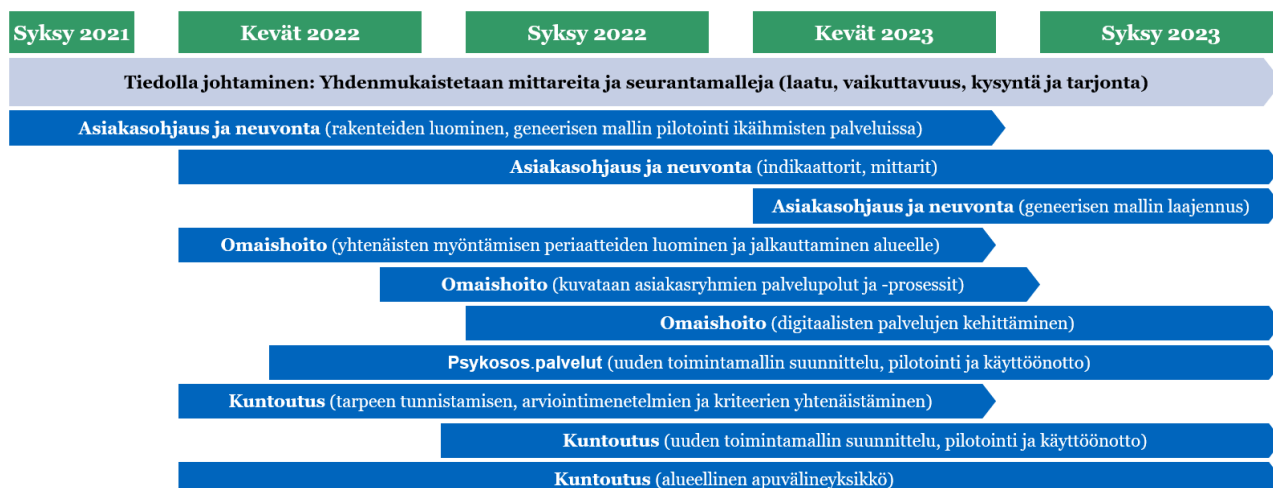 Syksy 2021
Kevät 2022
Syksy 2022
Kevät 2023
Syksy 2023
Tiedolla johtaminen: Yhdenmukaistetaan mittareita ja seurantamalleja (laatu, vaikuttavuus, kysyntä ja tarjonta)
Asiakasohjaus ja neuvonta (rakenteiden luominen, geneerisen mallin pilotointi ikäihmisten palveluissa)
Asiakasohjaus ja neuvonta (indikaattorit, mittarit)
Asiakasohjaus ja neuvonta (geneerisen mallin laajennus)
Omaishoito (yhtenäisten myöntämisen periaatteiden luominen ja jalkauttaminen alueelle)
Omaishoito (kuvataan asiakasryhmien palvelupolut ja -prosessit)
Omaishoito (digitaalisten palvelujen kehittäminen)
Psykosos.palvelut (uuden toimintamallin suunnittelu, pilotointi ja käyttöönotto)
Kuntoutus (tarpeen tunnistamisen, arviointimenetelmien ja kriteerien yhtenäistäminen)
Kuntoutus (uuden toimintamallin suunnittelu, pilotointi ja käyttöönotto)
Kuntoutus (alueellinen apuvälineyksikkö)